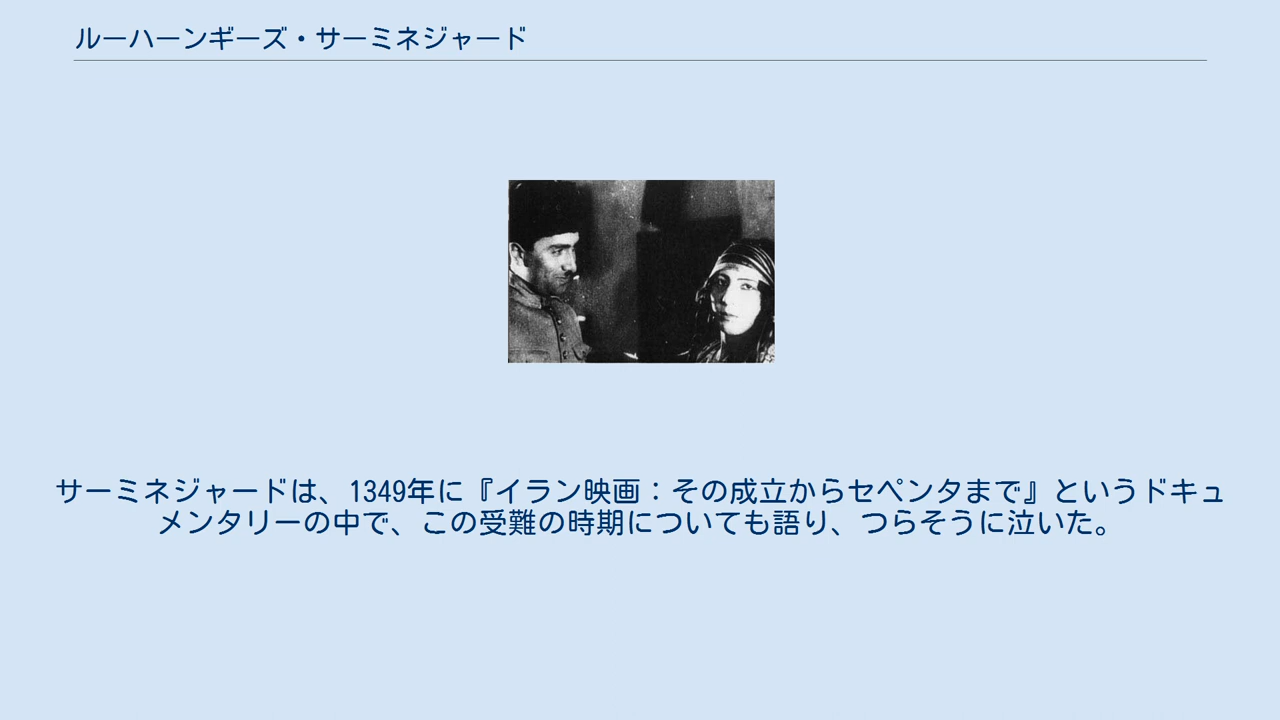 ルーハーンギーズ・サーミネジャード
サーミネジャードは、1349年に『イラン映画：その成立からセペンタまで』というドキュ
メンタリーの中で、この受難の時期についても語り、つらそうに泣いた。